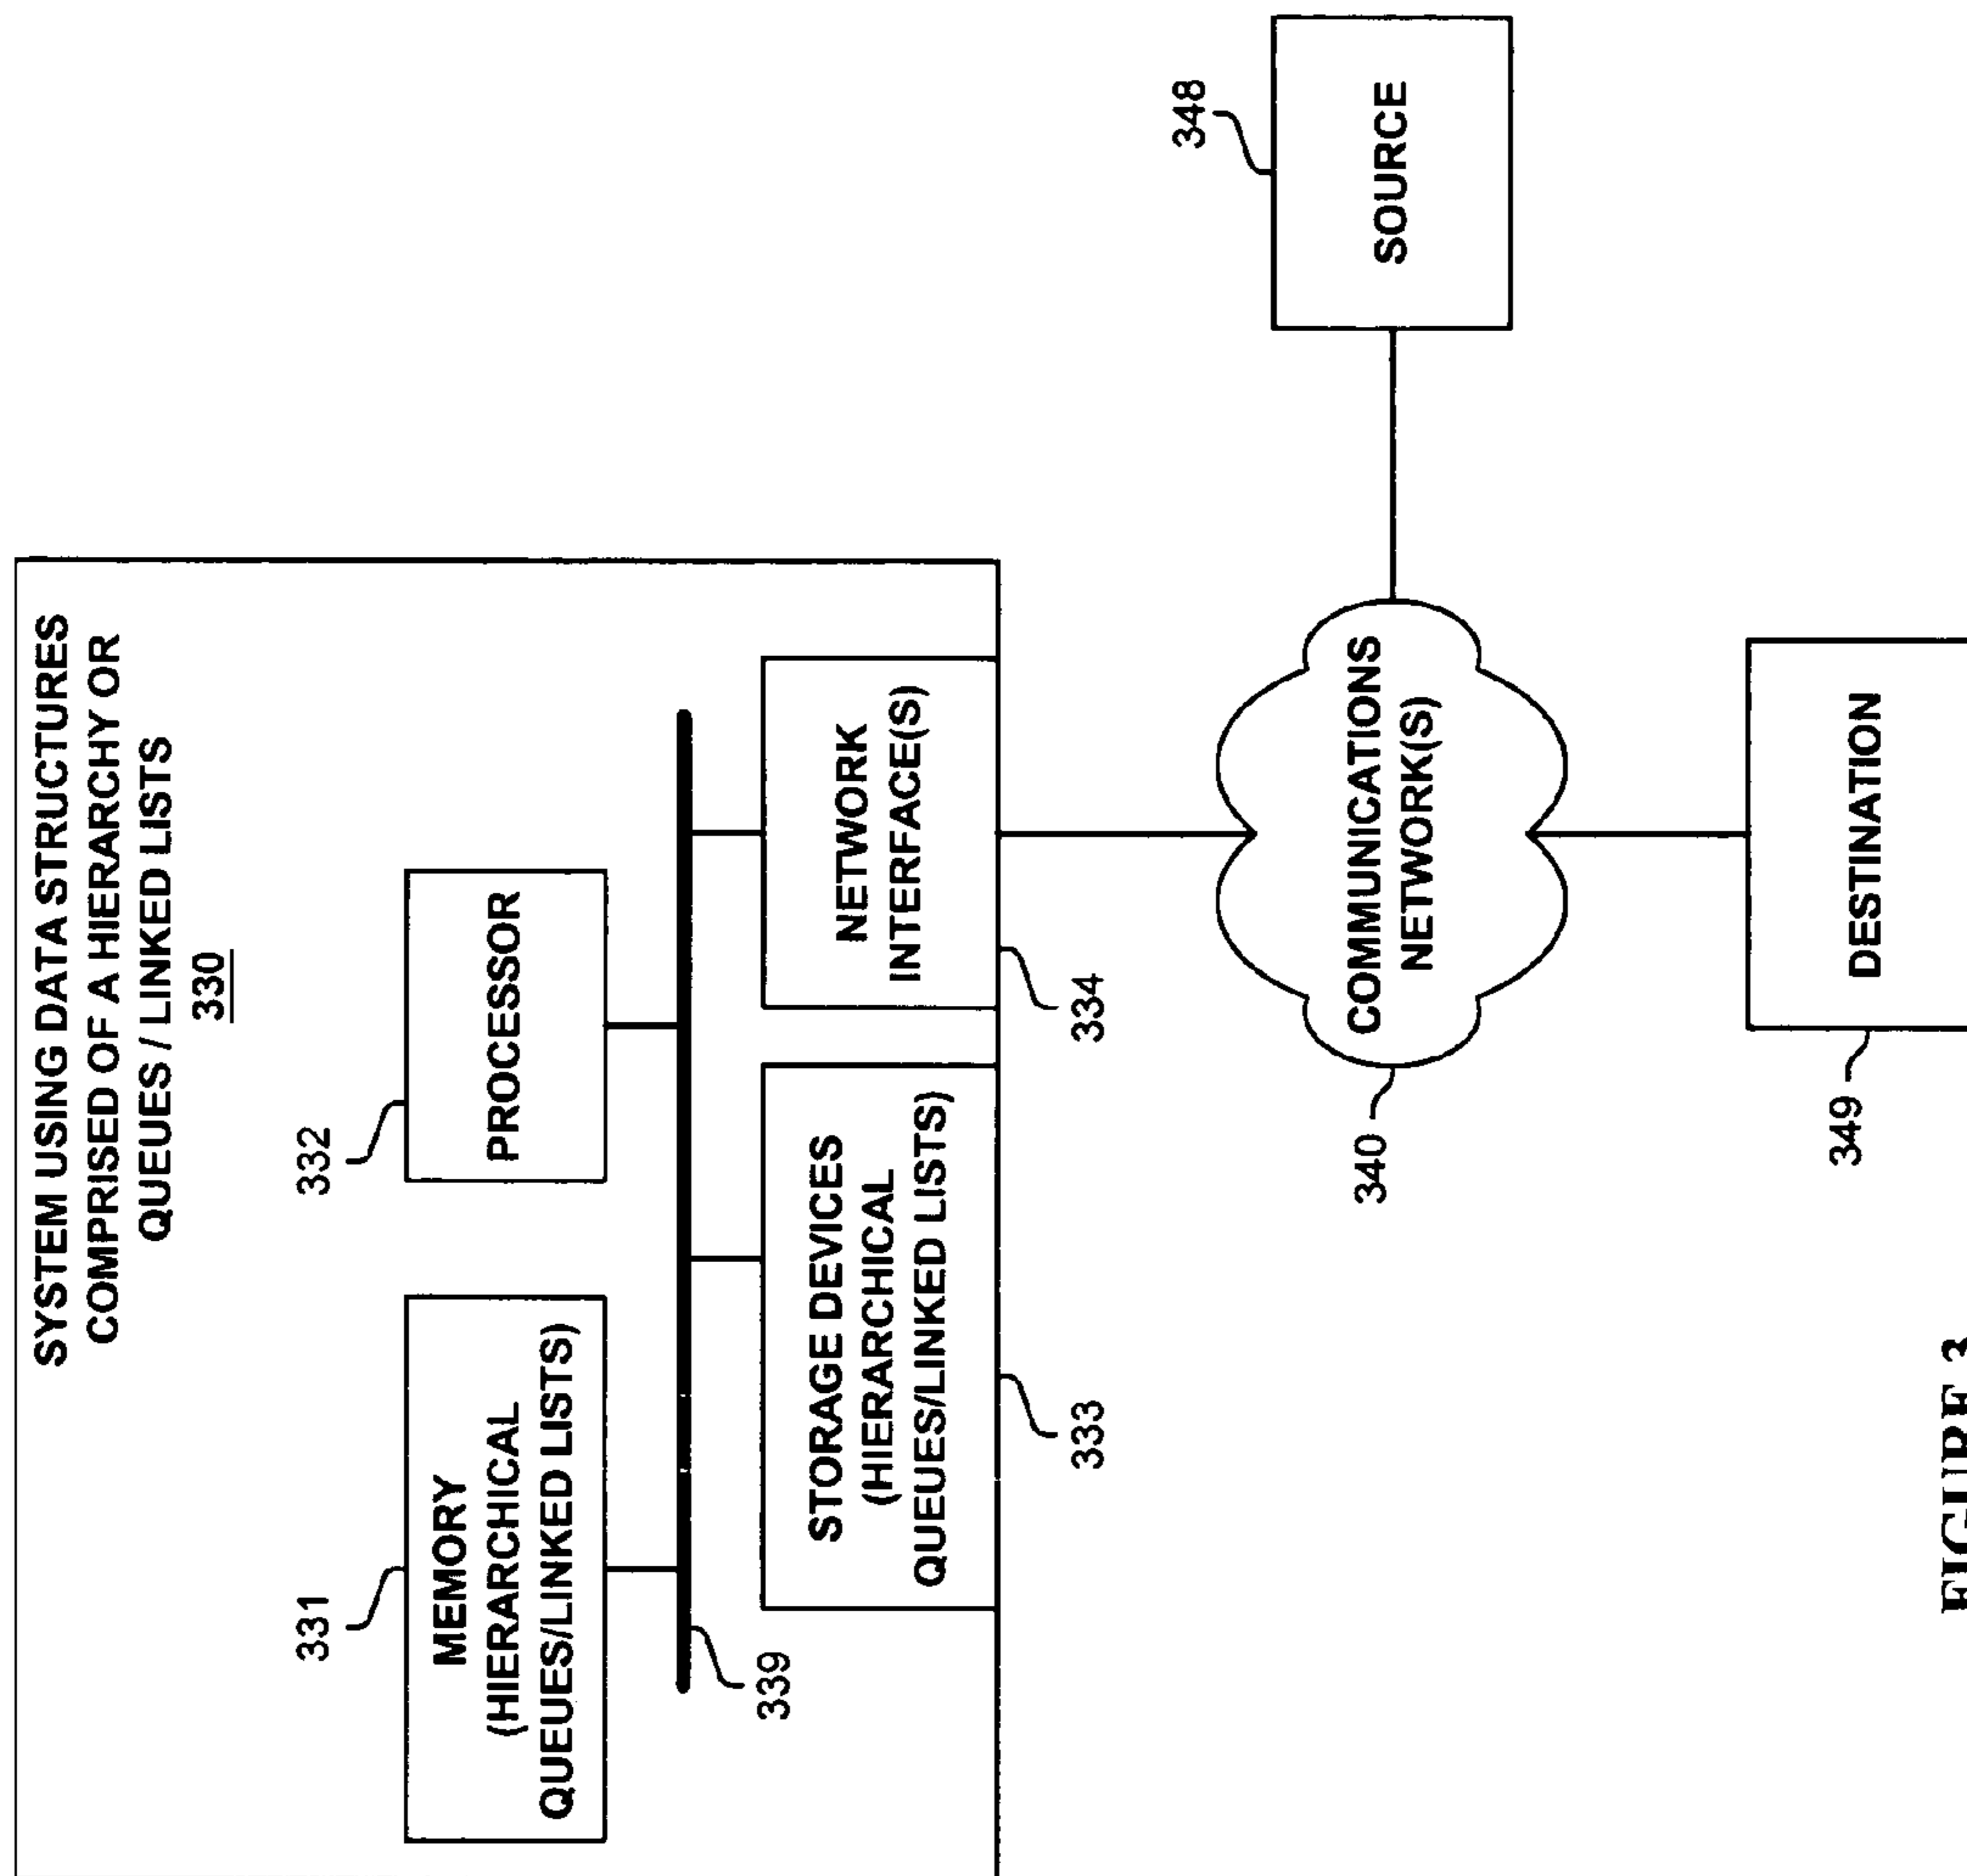 SYSTEM USING DATA STRUCTURES
COMPRISED OF A HIERARCHY OR
QUEUES / LINKED LISTS
330
331
332
MEMORY
(HIERARCHICAL
QUEUES/LINKED LISTS)
PROCESSOR
339
STORAGE DEVICES
(HIERARCHICAL
QUEUES/LINKED LISTS)
NETWORK
INTERFACE(S)
333
334
348
340
COMMUNICATIONS
NETWORK(S)
SOURCE
349
DESTINATION
FIGURE 3